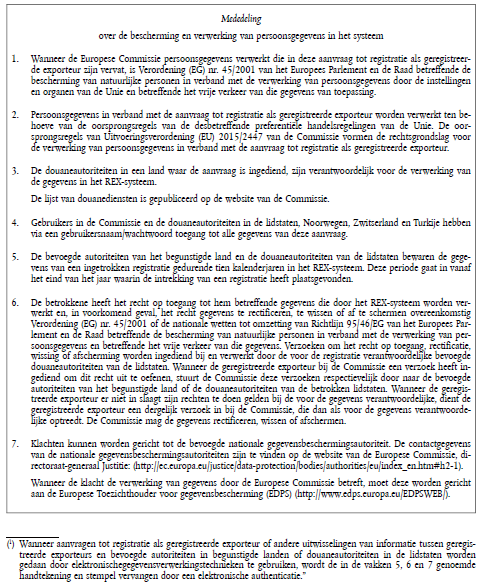 Mededeling
over de bescherming en verwerking van persoonsgegevens in het systeem
1. Wanneer de Europese Commissie persoonsgegevens verwerkt die in deze aanvraag tot registratie als geregistreer-
de exporteur zijn vervat, is Verordening (EG) nr. 45/2001 van het Europees Parlement en de Raad betreffende de
bescherming van natuurlijke personen in verband met de verwerking van persoonsgegevens door de instellingen
en organen van de Unie en betreffende het vrije verkeer van die gegevens van toepassing.
2. Persoonsgegevens in verband met de aanvraag tot registratie als geregistreerde exporteur worden verwerkt ten be-
hoeve van de oorsprongsregels van de desbetreffende preferentiële handelsregelingen van de Unie. De oor-
sprongsregels van Uitvoeringsverordening (EU) 2015/2447 van de Commissie vormen de rechtsgrondslag voor
de verwerking van persoonsgegevens in verband met de aanvraag tot registratie als geregistreerde exporteur.
3. De douaneautoriteiten in een land waar de aanvraag is ingediend, zijn verantwoordelijk voor de verwerking van
de gegevens in het REX-systeem.
De lijst van douanediensten is gepubliceerd op de website van de Commissie.
4. Gebruikers in de Commissie en de douaneautoriteiten in de lidstaten, Noorwegen, Zwitserland en Turkije hebben
via een gebruikersnaam/wachtwoord toegang tot alle gegevens van deze aanvraag.
5. De bevoegde autoriteiten van het begunstigde land en de douaneautoriteiten van de lidstaten bewaren de gege-
vens van een ingetrokken registratie gedurende tien kalenderjaren in het REX-systeem. Deze periode gaat in vanaf
het eind van het jaar waarin de intrekking van een registratie heeft plaatsgevonden.
6. De betrokkene heeft het recht op toegang tot hem betreffende gegevens die door het REX-systeem worden ver-
werkt en, in voorkomend geval, het recht gegevens te rectificeren, te wissen of af te schermen overeenkomstig
Verordening (EG) nr. 45/2001 of de nationale wetten tot omzetting van Richtlijn 95/46/EG van het Europees Par-
lement en de Raad betreffende de bescherming van natuurlijke personen in verband met de verwerking van per-
soonsgegevens en betreffende het vrije verkeer van die gegevens. Verzoeken om het recht op toegang, rectificatie,
wissing of afscherming worden ingediend bij en verwerkt door de voor de registratie verantwoordelijke bevoegde
douaneautoriteiten van de lidstaten. Wanneer de geregistreerde exporteur bij de Commissie een verzoek heeft in-
gediend om dit recht uit te oefenen, stuurt de Commissie deze verzoeken respectievelijk door naar de bevoegde
autoriteiten van het begunstigd land of de douaneautoriteiten van de betrokken lidstaten. Wanneer de geregis-
treerde exporteur er niet in slaagt zijn rechten te doen gelden bij de voor de gegevens verantwoordelijke, dient de
geregistreerde exporteur een dergelijk verzoek in bij de Commissie, die dan als voor de gegevens verantwoorde-
lijke optreedt. De Commissie mag de gegevens rectificeren, wissen of afschermen.
7. Klachten kunnen worden gericht tot de bevoegde nationale gegevensbeschermingsautoriteit. De contactgegevens
van de nationale gegevensbeschermingsautoriteiten zijn te vinden op de website van de Europese Commissie, di-
rectoraat-generaal Justitie: (http://ec.europa.eu/justice/data-protection/bodies/authorities/eu/index_en.htm#h2-1).
Wanneer de klacht de verwerking van gegevens door de Europese Commissie betreft, moet deze worden gericht
aan de Europese Toezichthouder voor gegevensbescherming (EDPS) (http://www.edps.europa.eu/EDPSWEB/).
(¹) Wanneer aanvragen tot registratie als geregistreerde exporteur of andere uitwisselingen van informatie tussen geregis-
treerde exporteurs en bevoegde autoriteiten in begunstigde landen of douaneautoriteiten in de lidstaten worden
gedaan door elektronischegegevensverwerkingstechnieken te gebruiken, wordt de in de vakken 5, 6 en 7 genoemde
handtekening en stempel vervangen door een elektronische authenticatie."